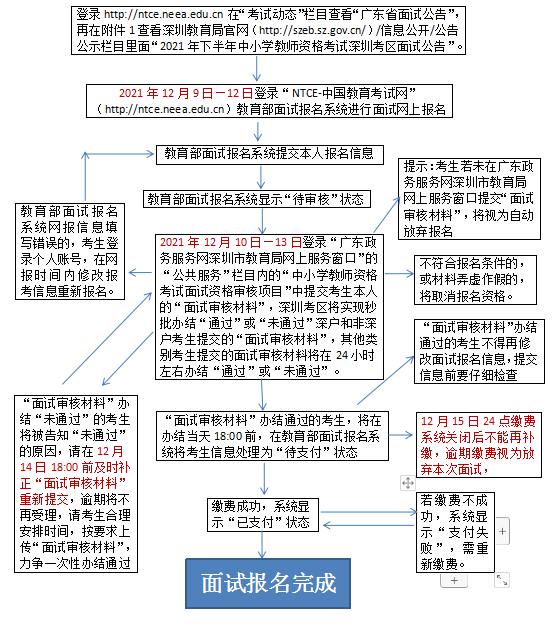 登录 http://ntce.neea.edu.cn 在“考试动态”栏目查看“广东省面试公告”，
再在附件 1 查看深圳教育局官网（http://szeb.sz.gov.cn/）/信息公开/公告
公示栏目里面“2021 年下半年中小学教师资格考试深圳考区面试公告”。
2021 年 12 月 9 日－12日登录“NTCE-中国教育考试网”
（http://ntce.neea.edu.cn）教育部面试报名系统进行面试网上报名
教育部面试报名系统提交本人报名信息
教育部面试报名系统显示“待审核”状态
提示:考生若未在广东政
务服务网深圳市教育局
网上服务窗口提交“面试
审核材料”，将视为自动
放弃报名
教育部面试报名
系统网报信息填
写错误的，考生登
录个人账号，在网
报时间内修改报
考信息重新报名。
2021 年 12 月 10 日—13 日登录“广东政
务服务网深圳市教育局网上服务窗口”的
“公共服务”栏目内的“中小学教师资格
考试面试资格审核项目”中提交考生本人
的“面试审核材料”，深圳考区将实现秒
批办结“通过”或“未通过”深户和非深
户考生提交的“面试审核材料”，其他类
别考生提交的面试审核材料将在 24 小时
左右办结“通过”或“未通过”。
不符合报名条件的，
或材料弄虚作假的，
将取消报名资格。
“面试审核材料”办结
通过的考生不得再修
改面试报名信息，提交
信息前要仔细检查
“面试审核材料”办
结“未通过”的考生
将被告知“未通过”
的原因，请在 12 月
14 日 18:00 前及时补
正“面试审核材料”
重新提交，逾期将不
再受理，请考生合理
安排时间，按要求上
传“面试审核材料”，
力争一次性办结通过
“面试审核材料”办结通过的考生，将在
办结当天 18:00 前，在教育部面试报名系
统将考生信息处理为“待支付”状态
12 月 15 日 24 点缴费
系统关闭后不能再补
缴，逾期缴费视为放
弃本次面试，
缴费成功，系统显
示“已支付”状态
若缴费不成
功，系统显
示“支付失
败”，需重
新缴费。
面试报名完成